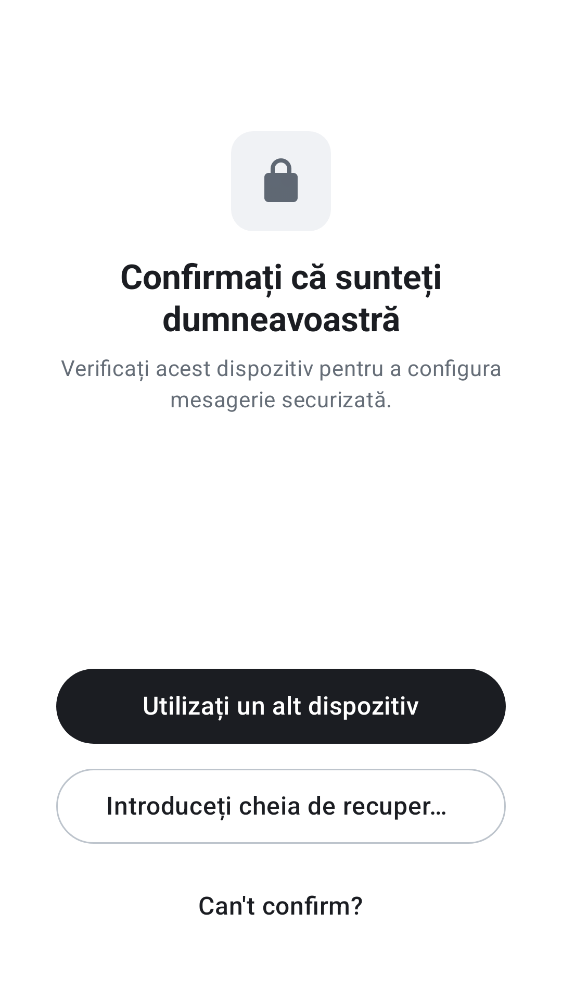 Confirmați că sunteți
dumneavoastră
Verificați acest dispozitiv pentru a configura
mesagerie securizată.
Utilizați un alt dispozitiv
Introduceți cheia de recuper…
Can't confirm?